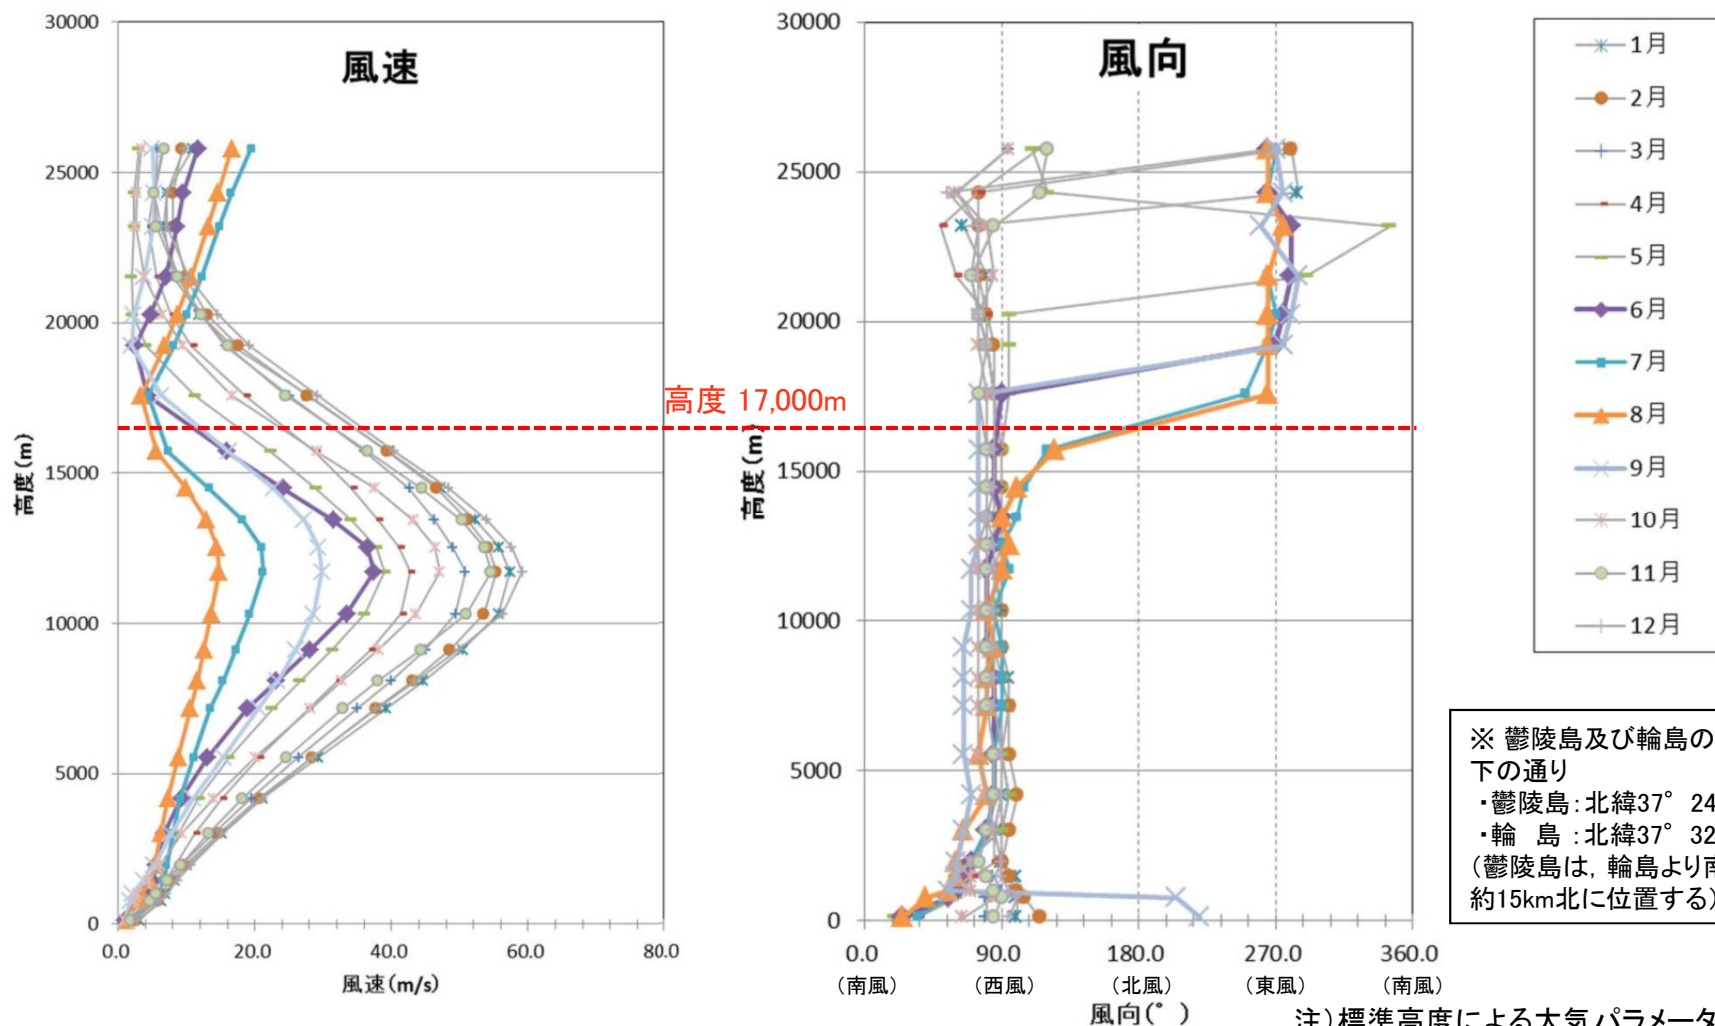 風速
30000
25000
20000
15000
10000
5000
0
高度(m)
0.0 20.0 40.0 60.0 80.0
風速(m/s)
高度 17,000m
風向
30000
25000
20000
15000
10000
5000
0
高度(m)
0.0 90.0 180.0 270.0 360.0
(南風) (西風) (北風) (東風) (南風)
風向(°)
1月
2月
3月
4月
5月
6月
7月
8月
9月
10月
11月
12月
※ 鬱陵島及び輪島の
下の通り
・鬱陵島:北緯37° 24
・輪 島:北緯37° 32
(鬱陵島は, 輪島より南
約15km北に位置する)
注)標準高度による大気パラメータ